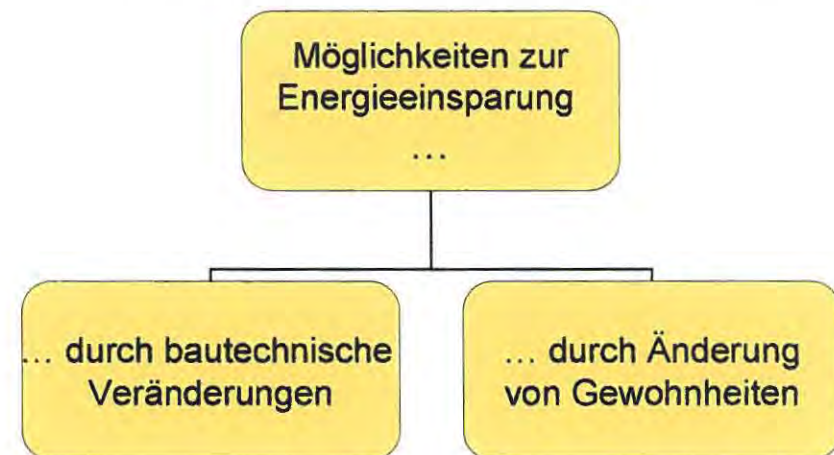 Möglichkeiten zur
Energieeinsparung
...
... durch bautechnische
Veränderungen
... durch Änderung
von Gewohnheiten